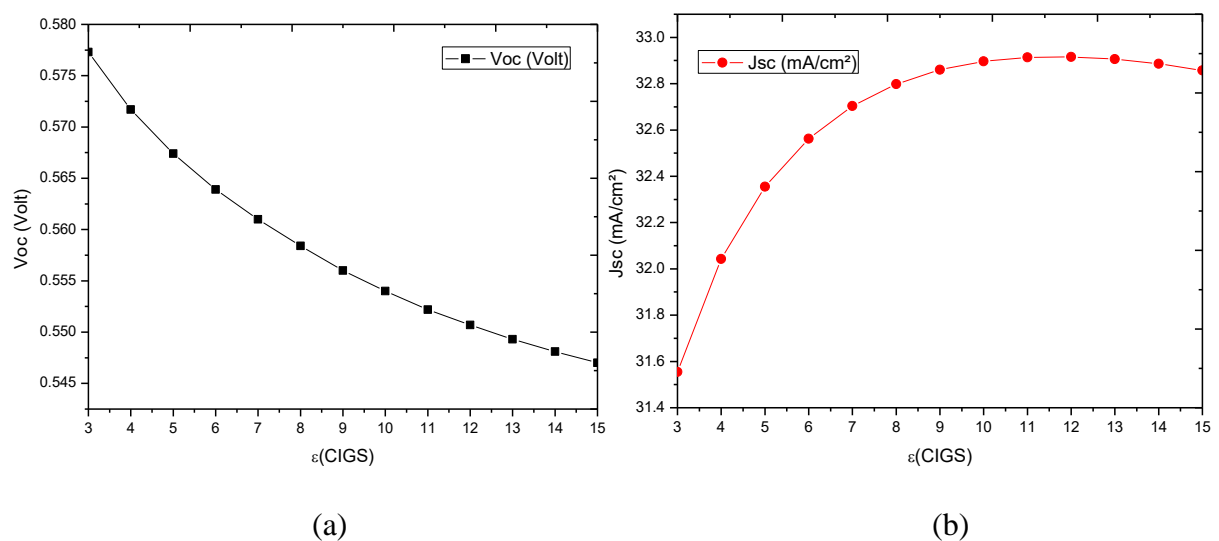 0.580
0.575
0.570
0.565
0.560
0.555
0.550
0.545
Voc (Volt)
Voc (Volt)
3 4 5 6 7 8 9 10 11 12 13 14 15
ε(CIGS)
(a)
33.0
32.8
32.6
32.4
32.2
32.0
31.8
31.6
31.4
Jsc (mA/cm²)
Jsc (mA/cm²)
3 4 5 6 7 8 9 10 11 12 13 14 15
ε(CIGS)
(b)